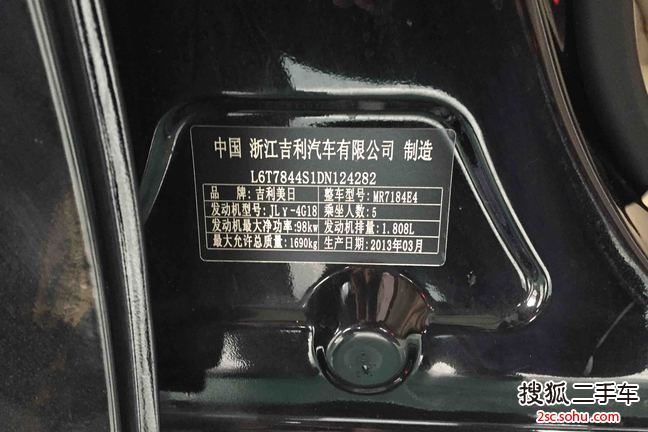 中国 浙江吉利汽车有限公司 制造
L6T7844S1DN124282
品 牌:吉利美日 整车型号:MR7184E4
发动机型号:JLγ-4G18 乘坐人数:5
发动机最大净功率:98kw 发动机排量:1.808L
最大允许总质量:1690kg 生产日期:2013年03月
搜狐二手车
2sc.sohu.com